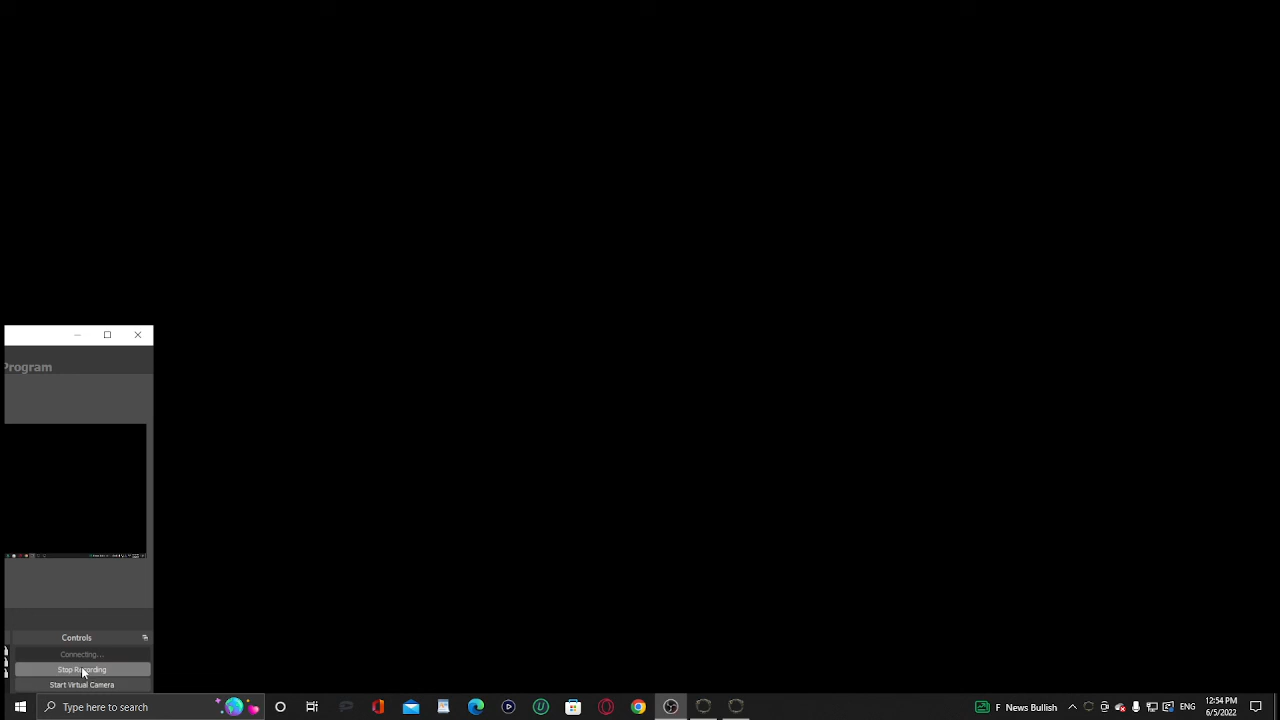 Program
Controls
Connecting...
Stop Recording
Start Virtual Camera
Type here to search
F News Bullish
ENG
12:54 PM
6/5/2022